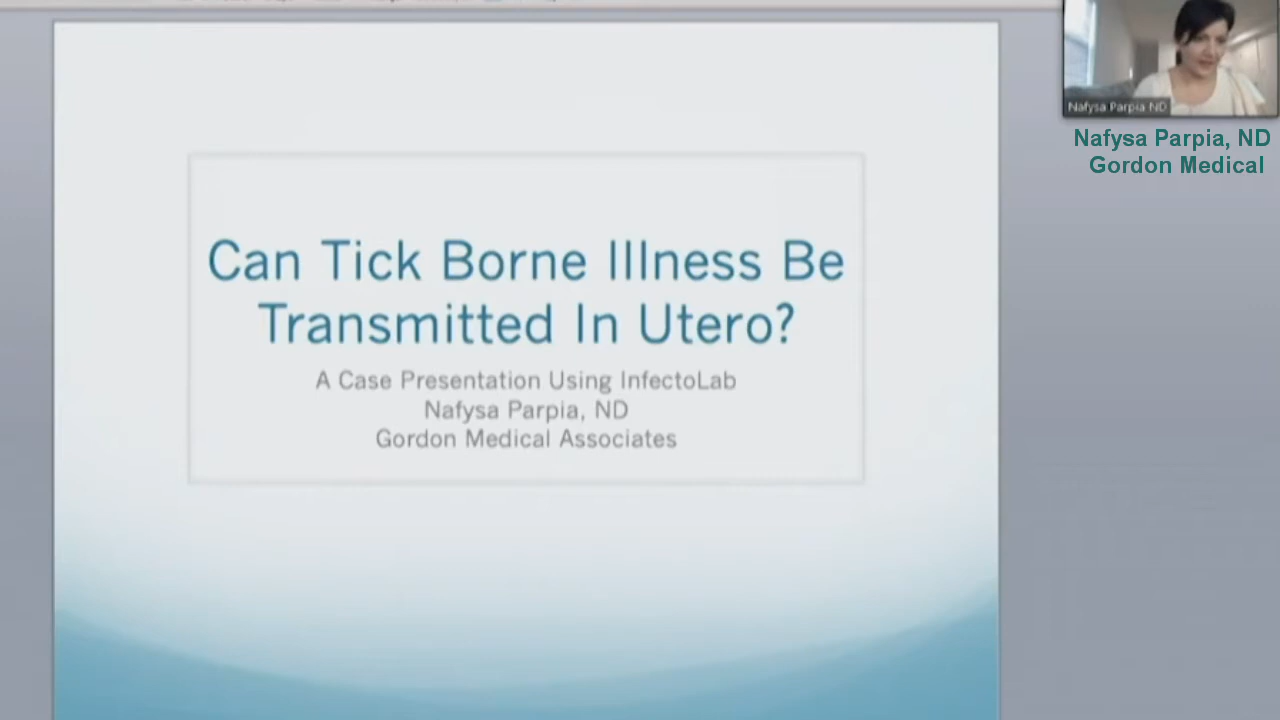 Nafysa Parpia ND
Nafysa Parpia, ND
Gordon Medical
Can Tick Borne Illness Be
Transmitted In Utero?
A Case Presentation Using InfectoLab
Nafysa Parpia, ND
Gordon Medical Associates